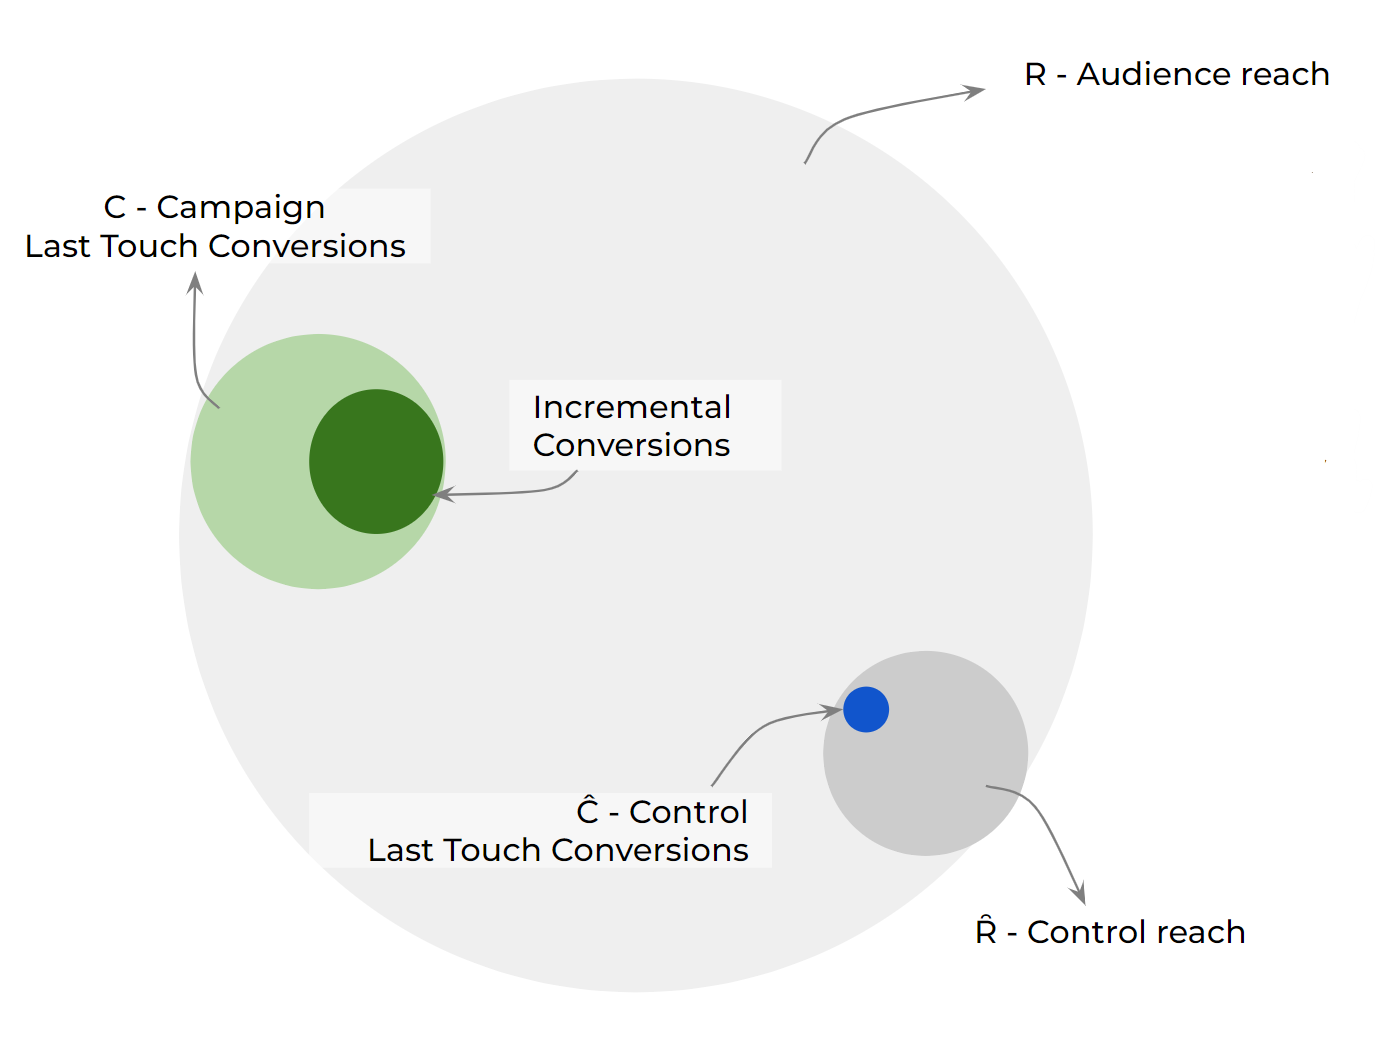 R - Audience reach
C - Campaign
Last Touch Conversions
Incremental
Conversions
Ĉ - Control
Last Touch Conversions
R̂ - Control reach